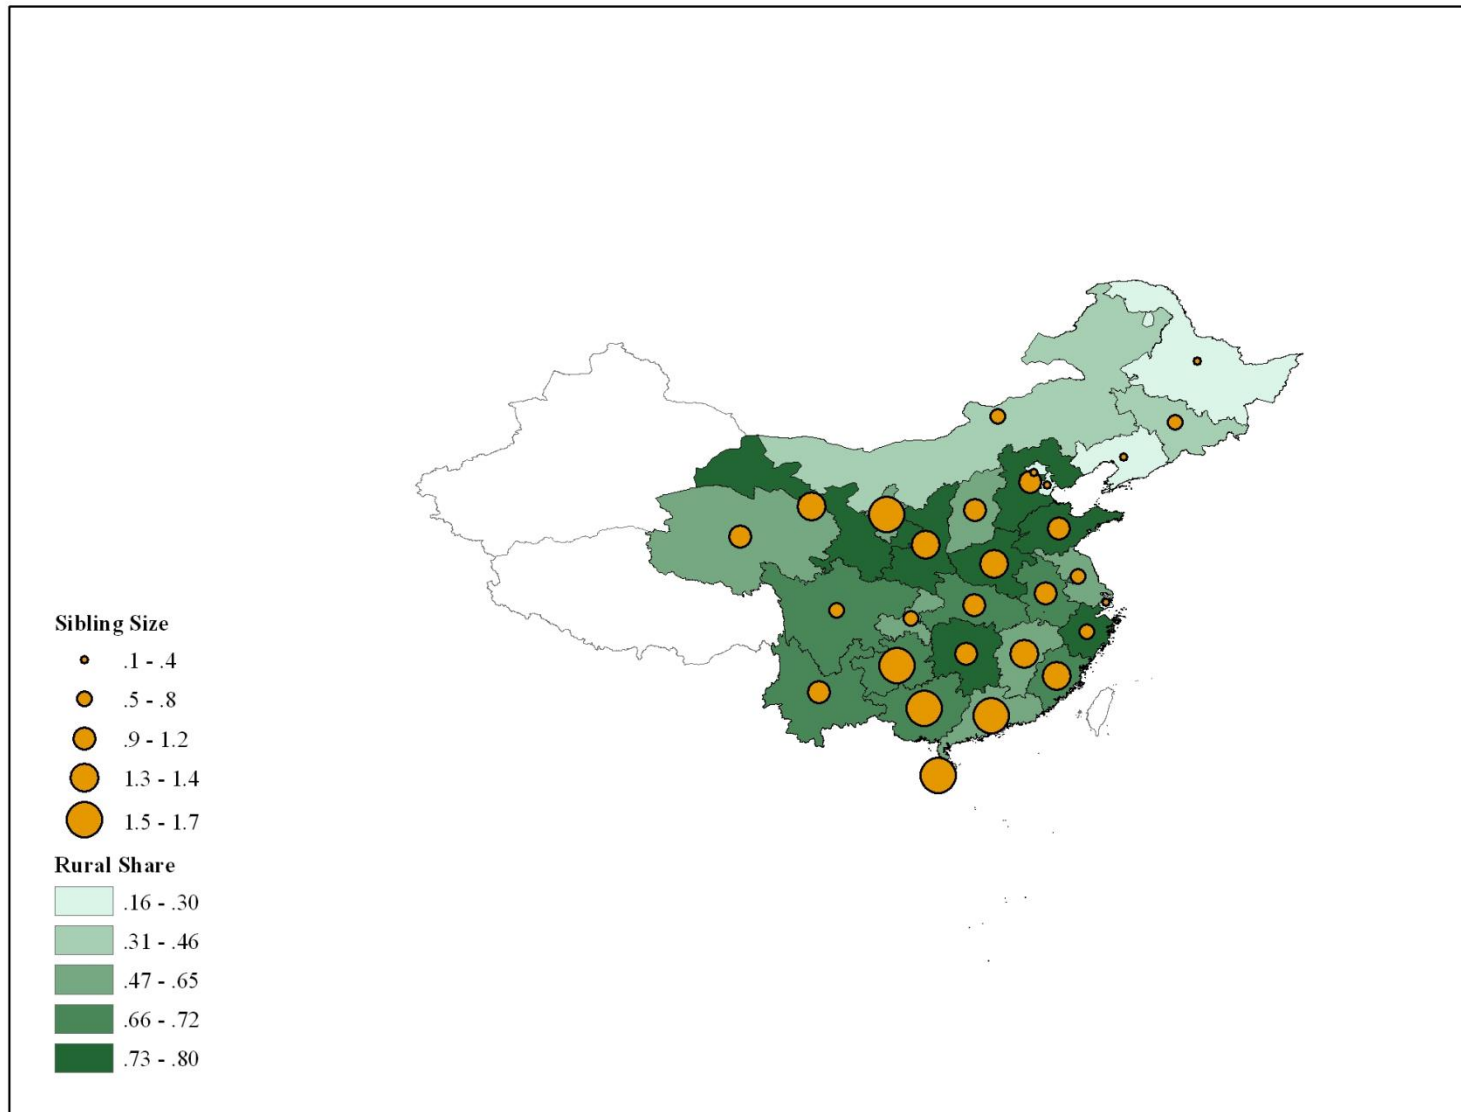 Sibling Size
.1 - .4
.5 - .8
.9 - 1.2
1.3 - 1.4
1.5 - 1.7
Rural Share
.16 - .30
.31 - .46
.47 - .65
.66 - .72
.73 - .80